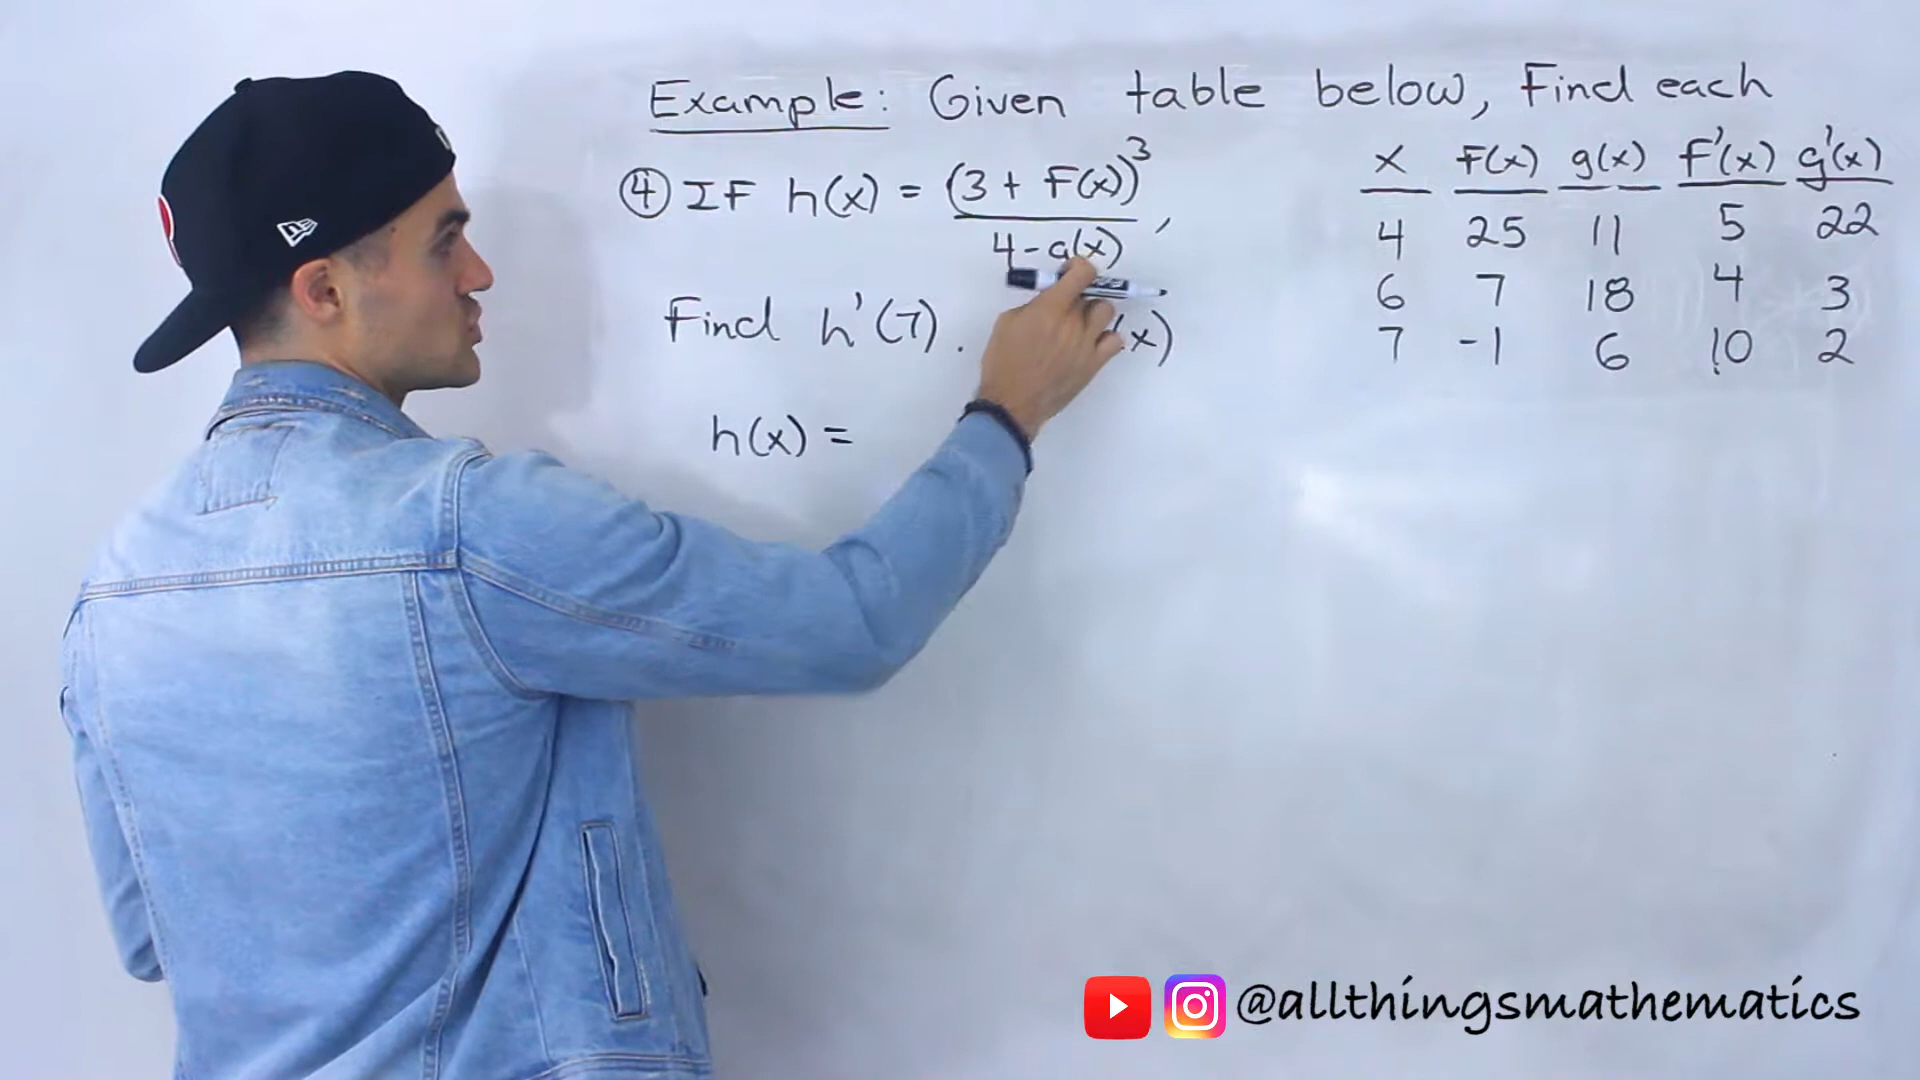 Example: Given table below, Find each
④ IF h(x) = (3 + F(x))³
4 - g(x) ,
Find h'(7).
(x)
h(x) =
x F(x) g(x) F'(x) g'(x)
4 25 11 5 22
6 7 18 4 3
7 -1 6 10 2
@allthingsmathematics